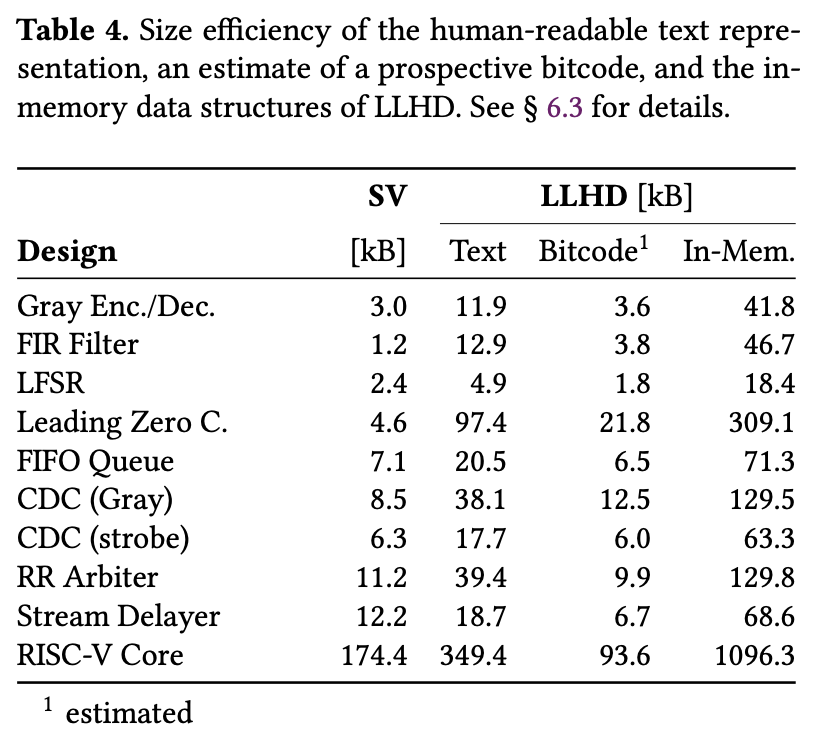 Table 4. Size efficiency of the human-readable text repre-
sentation, an estimate of a prospective bitcode, and the in-
memory data structures of LLHD. See § 6.3 for details.
SV LLHD [kB]
Design [kB] Text Bitcode¹ In-Mem.
Gray Enc./Dec. 3.0 11.9 3.6 41.8
FIR Filter 1.2 12.9 3.8 46.7
LFSR 2.4 4.9 1.8 18.4
Leading Zero C. 4.6 97.4 21.8 309.1
FIFO Queue 7.1 20.5 6.5 71.3
CDC (Gray) 8.5 38.1 12.5 129.5
CDC (strobe) 6.3 17.7 6.0 63.3
RR Arbiter 11.2 39.4 9.9 129.8
Stream Delayer 12.2 18.7 6.7 68.6
RISC-V Core 174.4 349.4 93.6 1096.3
¹ estimated